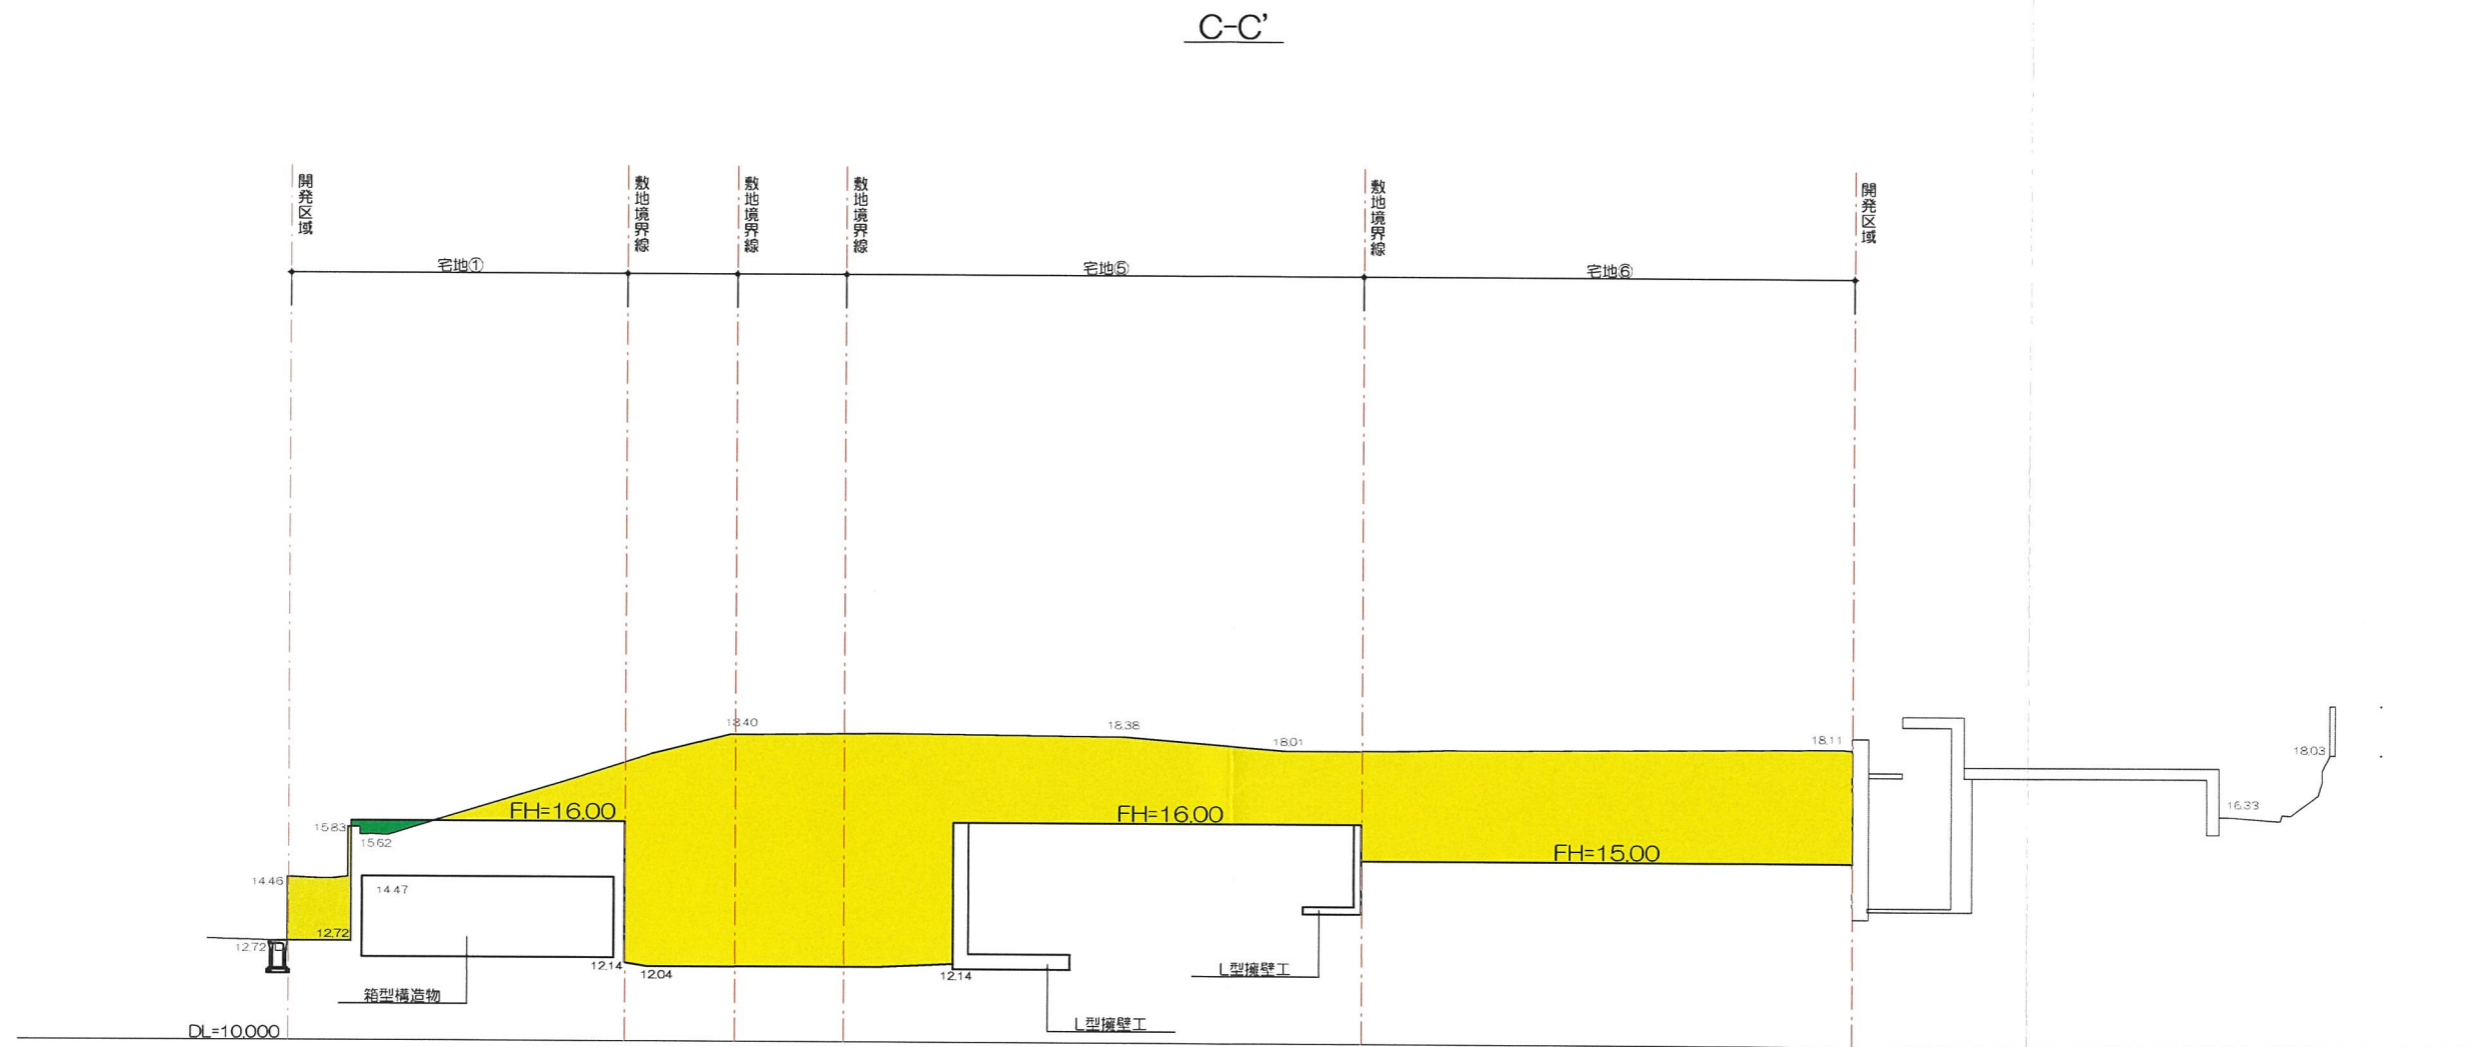 C-C’
開発区域
敷地境界線
敷地境界線
敷地境界線
敷地境界線
開発区域
宅地①
宅地⑤
宅地⑥
18.40
18.38
18.01
18.11
18.03
FH=16.00
FH=16.00
16.33
15.83
15.62
FH=15.00
14.46
14.47
12.72
12.72
12.14
12.04
12.14
L型擁壁工
箱型構造物
L型擁壁工
DL=10.000